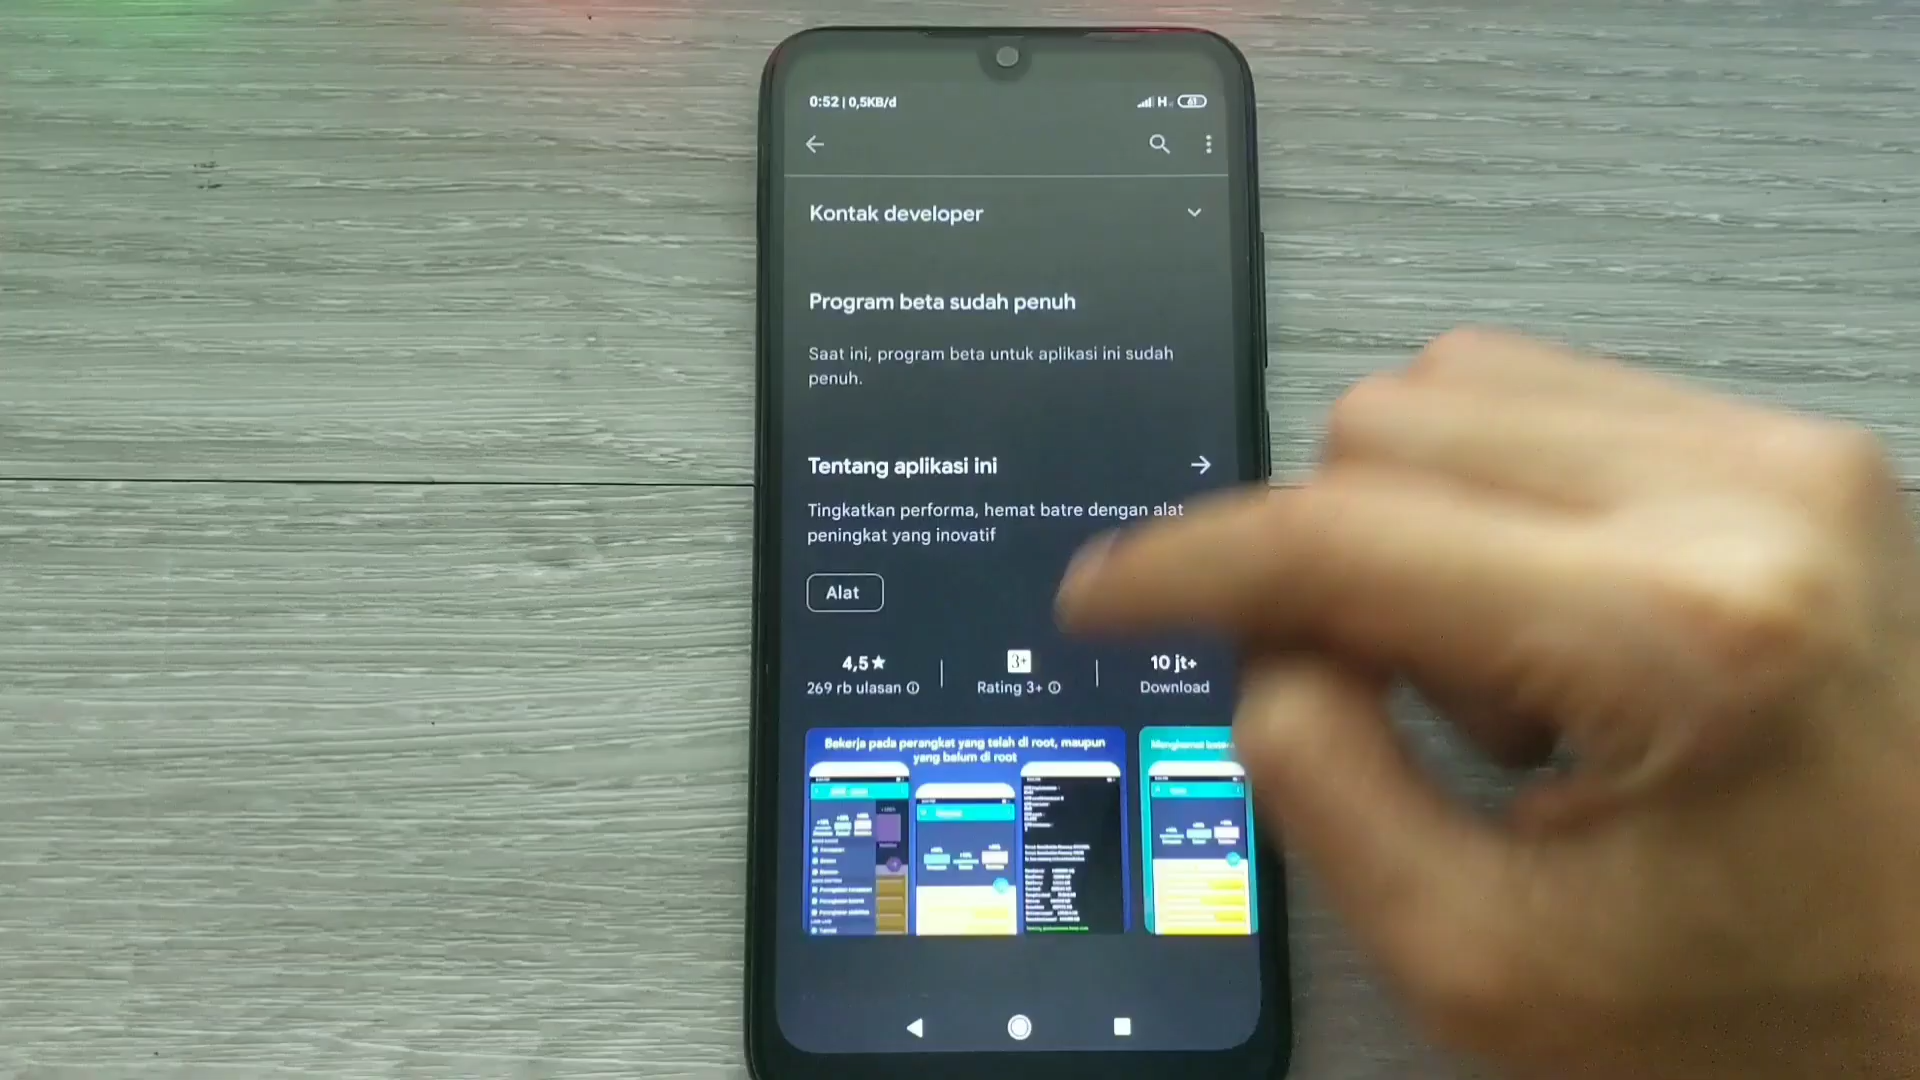 0:52 | 0,5KB/d
H
61
Kontak developer
Program beta sudah penuh
Saat ini, program beta untuk aplikasi ini sudah
penuh.
Tentang aplikasi ini
Tingkatkan performa, hemat batre dengan alat
peningkat yang inovatif
Alat
4,5★
269 rb ulasan
3+
Rating 3+
10 jt+
Download
Bekerja pada perangkat yang telah di root, maupun
yang belum di root